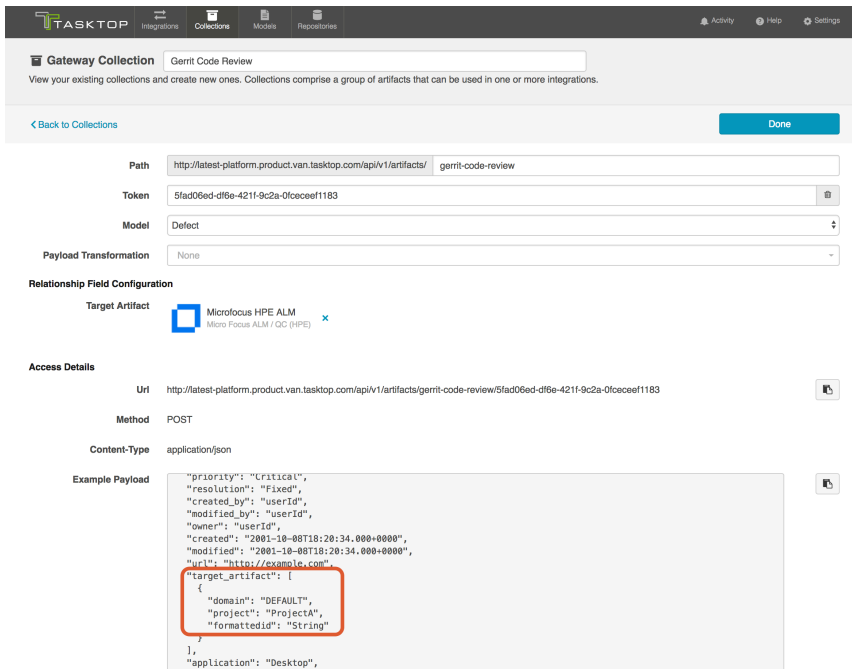 TASKTOP
Integrations
Collections
Models
Repositories
Activity
Help
Settings
Gateway Collection
Gerrit Code Review
View your existing collections and create new ones. Collections comprise a group of artifacts that can be used in one or more integrations.
Back to Collections
Done
Path
http://latest-platform.product.van.tasktop.com/api/v1/artifacts/
gerrit-code-review
Token
5fad06ed-df6e-421f-9c2a-0fceceef1183
Model
Defect
Payload Transformation
None
Relationship Field Configuration
Target Artifact
Microfocus HPE ALM
Micro Focus ALM / QC (HPE)
Access Details
Url
http://latest-platform.product.van.tasktop.com/api/v1/artifacts/gerrit-code-review/5fad06ed-df6e-421f-9c2a-0fceceef1183
Method
POST
Content-Type
application/json
Example Payload
"priority": "Critical",
"resolution": "Fixed",
"created_by": "userId",
"modified_by": "userId",
"owner": "userId",
"created": "2001-10-08T18:20:34.000+0000",
"modified": "2001-10-08T18:20:34.000+0000",
"url": "http://example.com",
"target_artifact": [
{
"domain": "DEFAULT",
"project": "ProjectA",
"formattedid": "String"
}
],
"application": "Desktop",